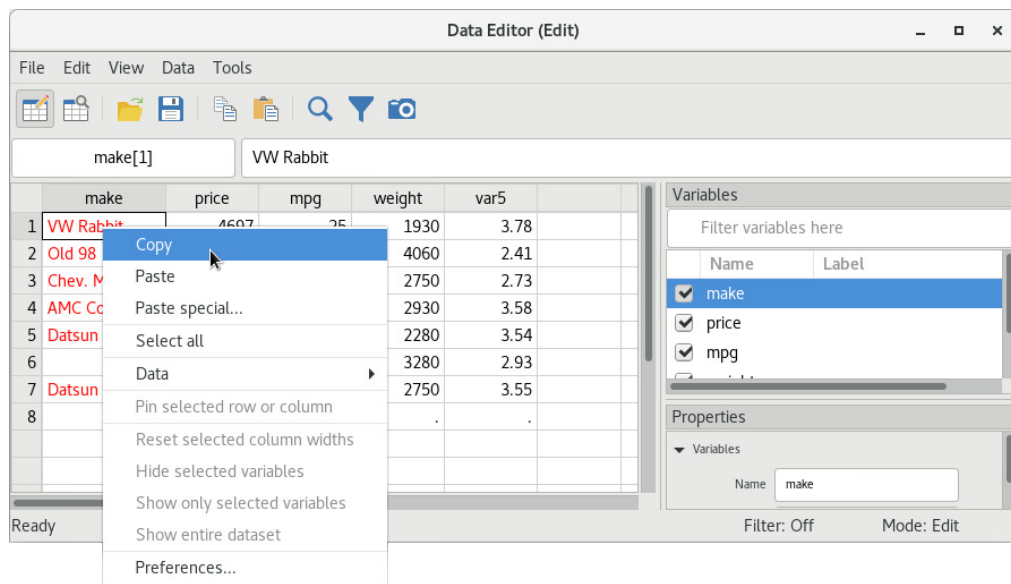 Data Editor (Edit)
File Edit View Data Tools
make[1] VW Rabbit
make price mpg weight var5
1 VW Rabbit 4697 25 1930 3.78
2 Old 98 4060 2.41
3 Chev. M 2750 2.73
4 AMC Co 2930 3.58
5 Datsun 2280 3.54
6 3280 2.93
7 Datsun 2750 3.55
8 . .
Copy
Paste
Paste special...
Select all
Data
Pin selected row or column
Reset selected column widths
Hide selected variables
Show only selected variables
Show entire dataset
Preferences...
Variables
Filter variables here
Name Label
make
price
mpg
Properties
Variables
Name make
Ready Filter: Off Mode: Edit